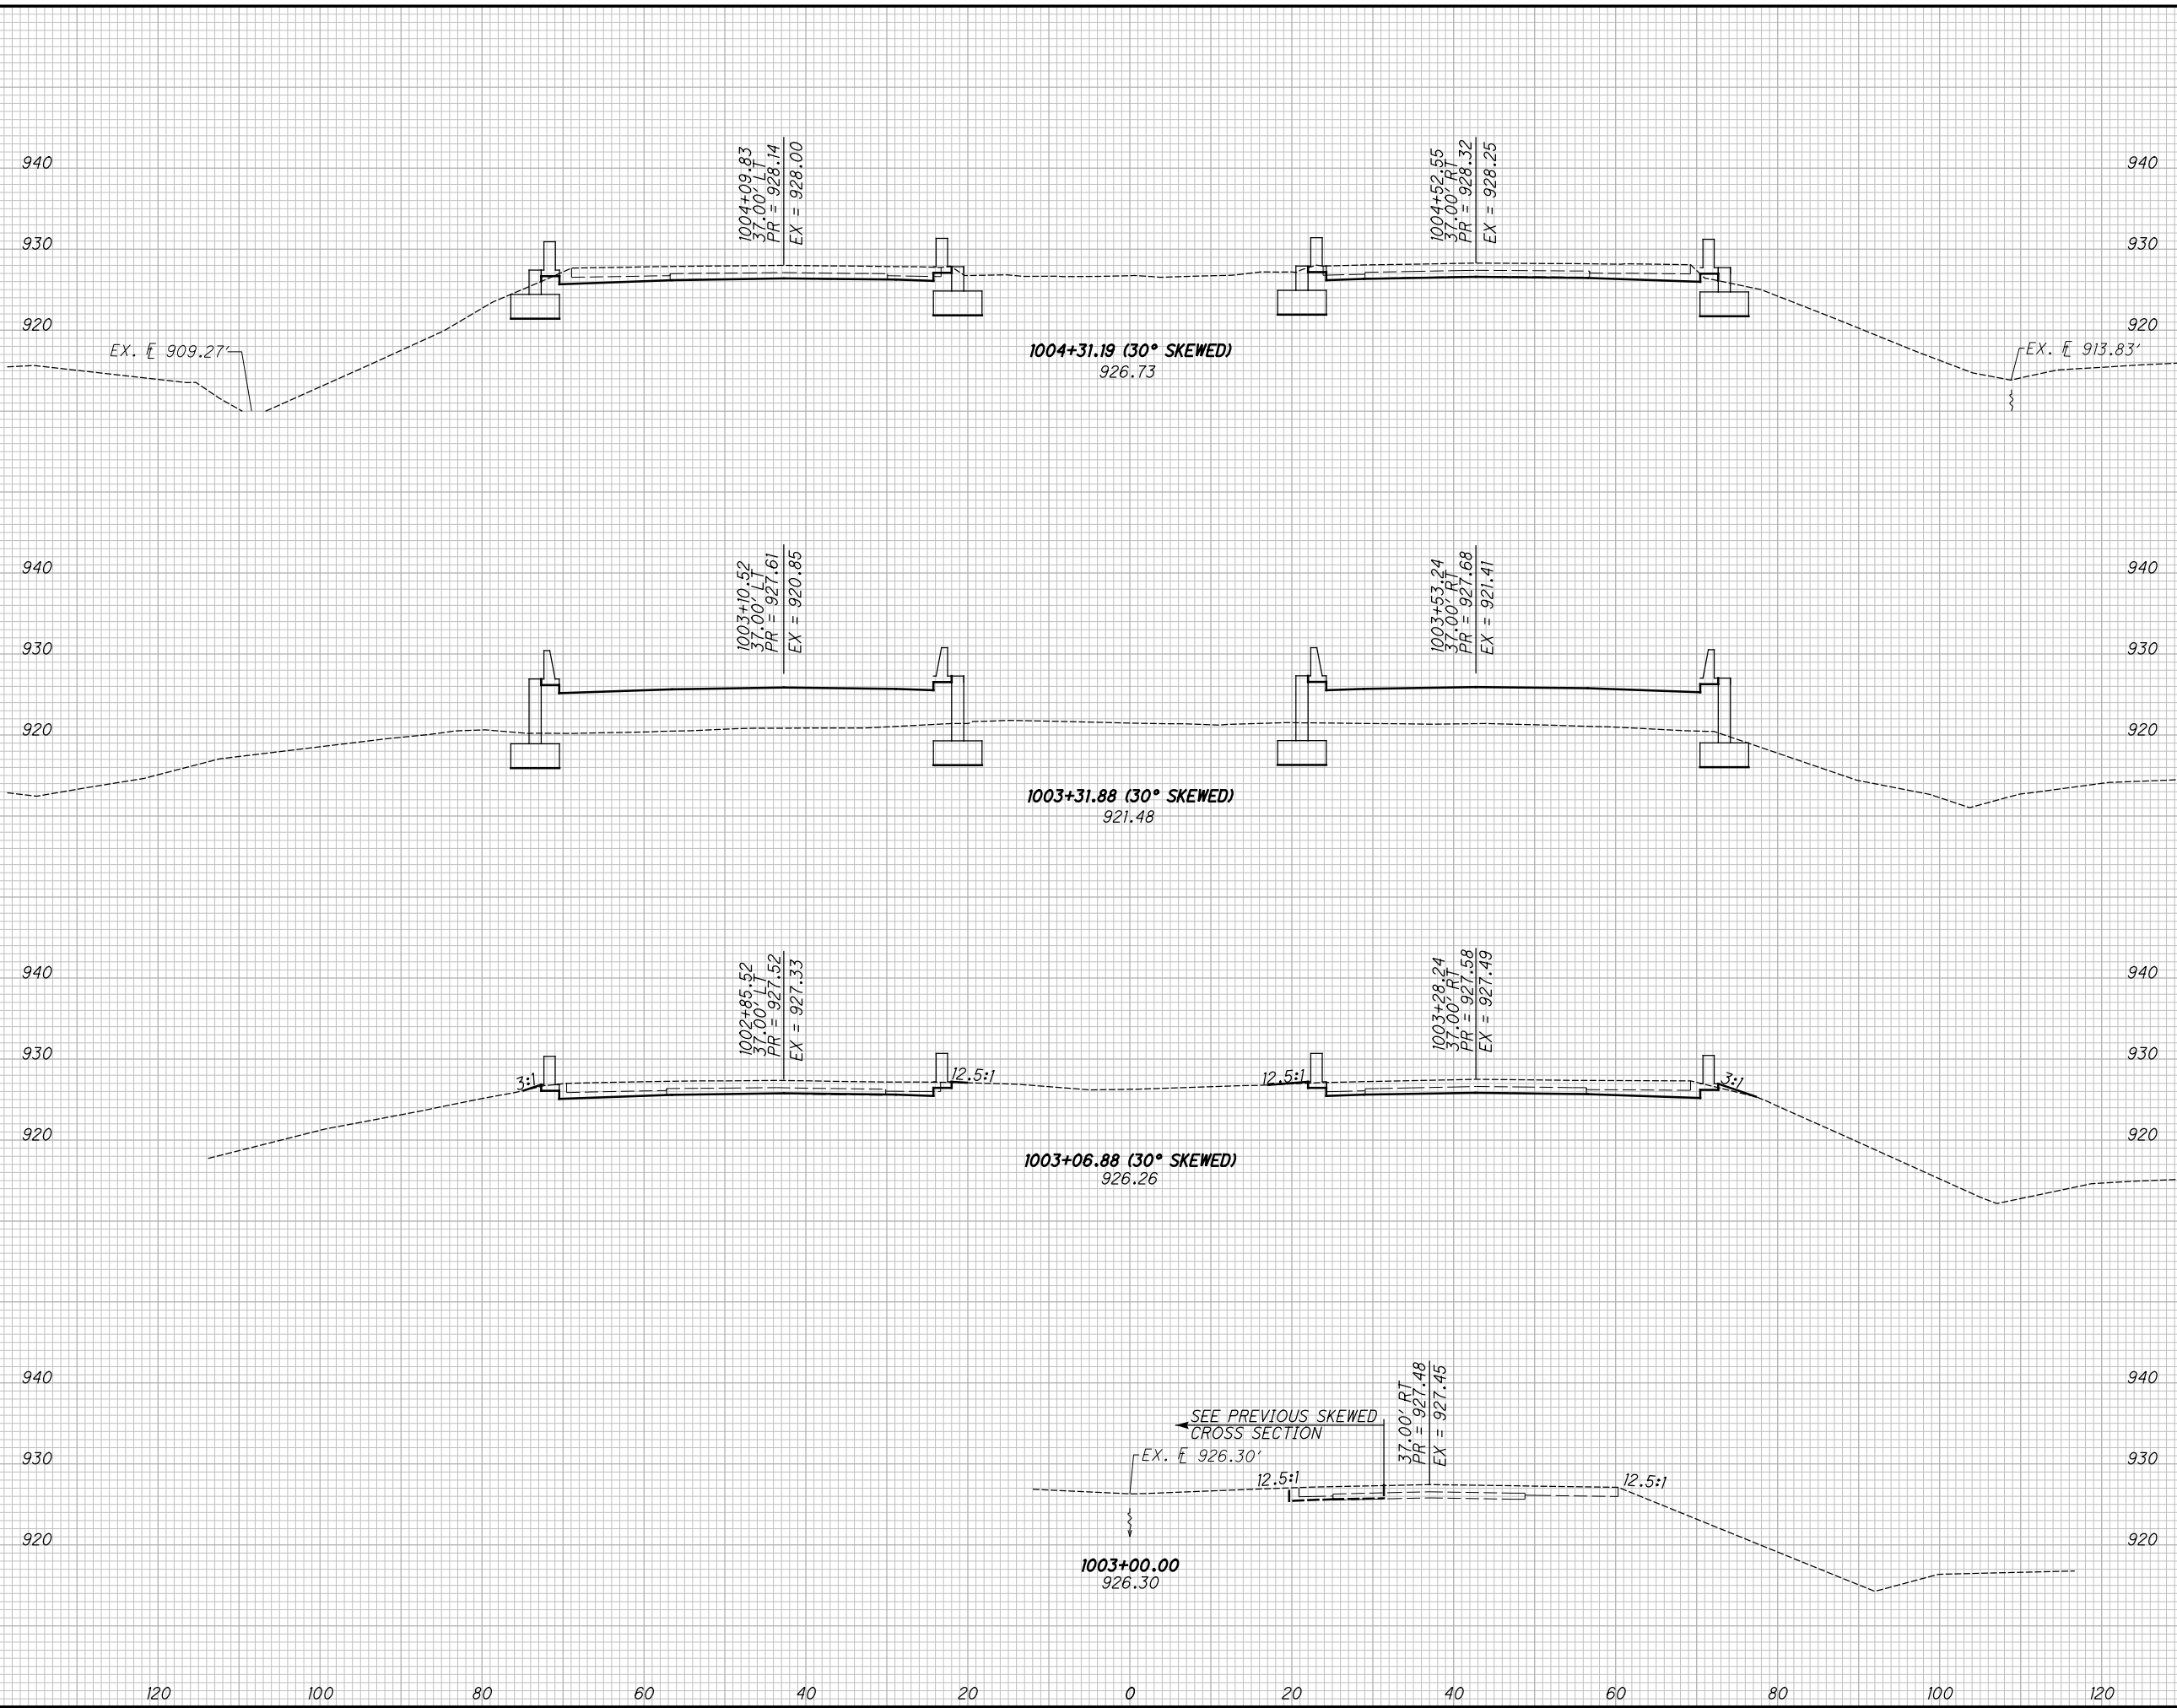 1004+09.83
37.00' LT
PR = 928.14
EX = 928.00
1004+52.55
37.00' RT
PR = 928.32
EX = 928.25
940
940
930
930
920
920
EX. FL 909.27'
EX. FL 913.83'
1004+31.19 (30° SKEWED)
926.73
1003+10.52
37.00' LT
PR = 927.61
EX = 920.85
1003+53.24
37.00' RT
PR = 927.68
EX = 921.41
940
940
930
930
920
920
1003+31.88 (30° SKEWED)
921.48
1002+85.52
37.00' LT
PR = 927.52
EX = 927.33
1003+28.24
37.00' RT
PR = 927.58
EX = 927.49
940
940
930
930
3:1
12.5:1
12.5:1
3:1
920
920
1003+06.88 (30° SKEWED)
926.26
37.00' RT
PR = 927.48
EX = 927.45
940
940
SEE PREVIOUS SKEWED
CROSS SECTION
930
EX. FL 926.30'
930
12.5:1
12.5:1
920
920
1003+00.00
926.30
120
100
80
60
40
20
0
20
40
60
80
100
120